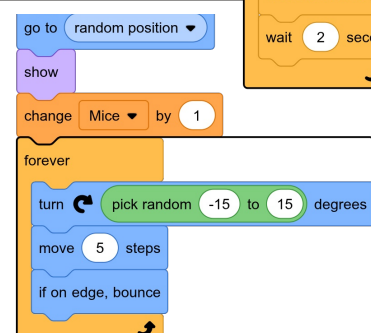 go to random position
wait 2
show
change Mice by 1
forever
turn pick random -15 to 15 degrees
move 5 steps
if on edge, bounce